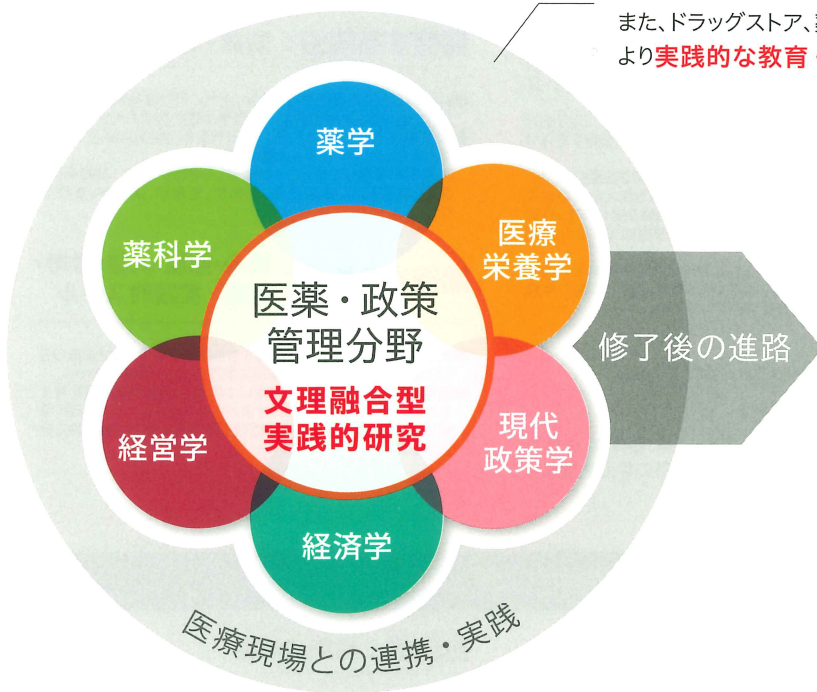 また、ドラッグストア、
より実践的な教育
薬学
医療
栄養学
薬科学
医薬・政策
管理分野
文理融合型
実践的研究
修了後の進路
経営学
現代
政策学
経済学
医療現場との連携・実践